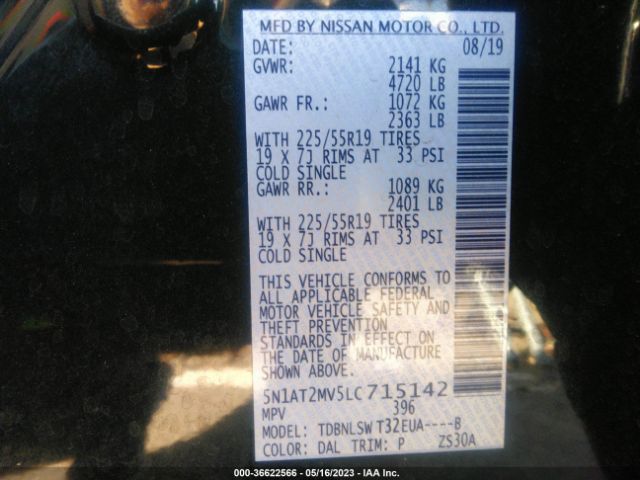 MFD BY NISSAN MOTOR CO., LTD.
DATE: 08/19
GVWR: 2141 KG
4720 LB
GAWR FR.: 1072 KG
2363 LB
WITH 225/55R19 TIRES
19 X 7J RIMS AT 33 PSI
COLD SINGLE
GAWR RR.: 1089 KG
2401 LB
WITH 225/55R19 TIRES
19 X 7J RIMS AT 33 PSI
COLD SINGLE
THIS VEHICLE CONFORMS TO
ALL APPLICABLE FEDERAL
MOTOR VEHICLE SAFETY AND
THEFT PREVENTION
STANDARDS IN EFFECT ON
THE DATE OF MANUFACTURE
SHOWN ABOVE.
5N1AT2MV5LC715142
MPV 396
MODEL: TDBNLSW T32EUA----B
COLOR: DAL TRIM: P ZS30A
000-36622566 - 05/16/2023 - IAA Inc.